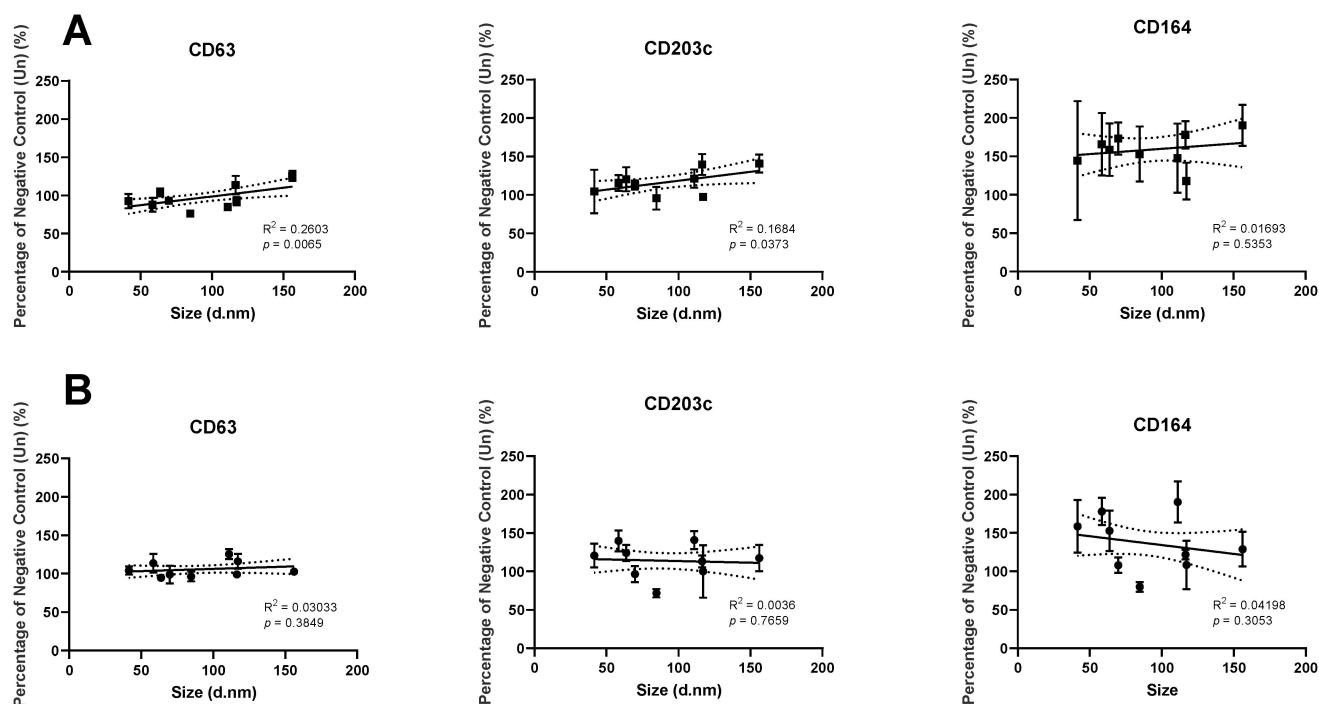 A
CD63
Percentage of Negative Control (Un) (%)
250
200
150
100
50
0
0 50 100 150 200
Size (d.nm)
R² = 0.2603
p = 0.0065
CD203c
Percentage of Negative Control (Un) (%)
250
200
150
100
50
0
0 50 100 150 200
Size (d.nm)
R² = 0.1684
p = 0.0373
CD164
Percentage of Negative Control (Un) (%)
250
200
150
100
50
0
0 50 100 150 200
Size (d.nm)
R² = 0.01693
p = 0.5353
B
CD63
Percentage of Negative Control (Un) (%)
250
200
150
100
50
0
0 50 100 150 200
Size (d.nm)
R² = 0.03033
p = 0.3849
CD203c
Percentage of Negative Control (Un) (%)
250
200
150
100
50
0
0 50 100 150 200
Size (d.nm)
R² = 0.0036
p = 0.7659
CD164
Percentage of Negative Control (Un) (%)
250
200
150
100
50
0
0 50 100 150 200
Size
R² = 0.04198
p = 0.3053